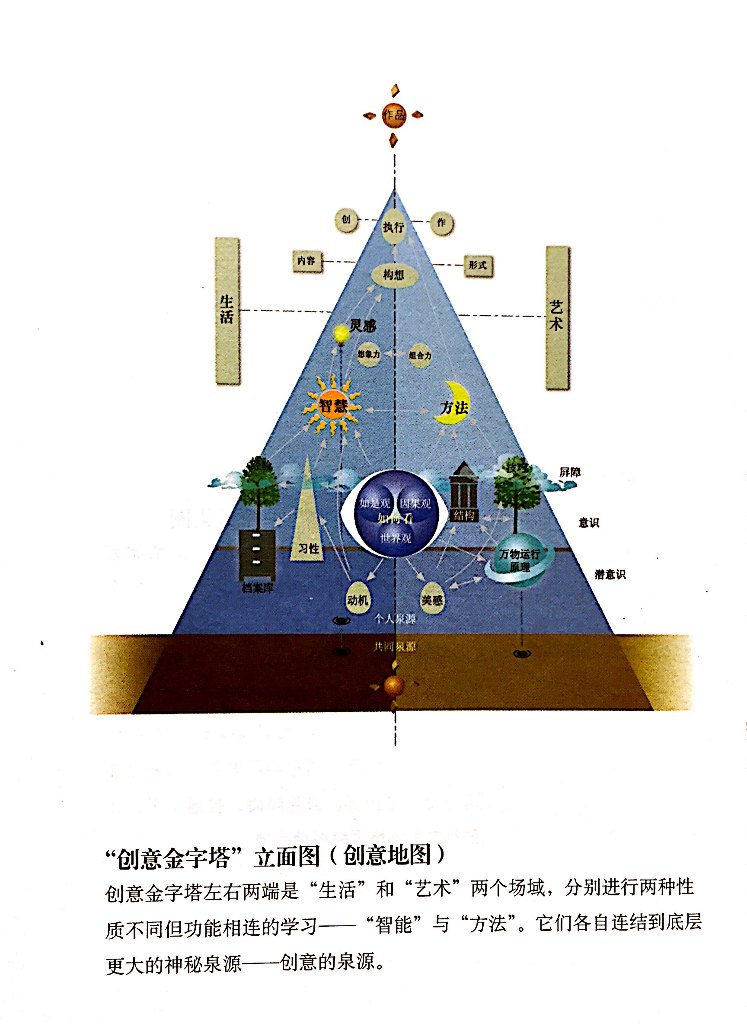 作品
创
作
执行
内容
形式
构想
生活
艺术
灵感
想象力
组合力
智慧
方法
技巧
屏障
如是观
因果观
如何看
世界观
结构
意识
习性
万物运行
原理
潜意识
档案库
动机
美感
个人泉源
共同泉源
“创意金字塔”立面图（创意地图）
创意金字塔左右两端是“生活”和“艺术”两个场域，分别进行两种性
质不同但功能相连的学习——“智能”与“方法”。它们各自连结到底层
更大的神秘泉源——创意的泉源。